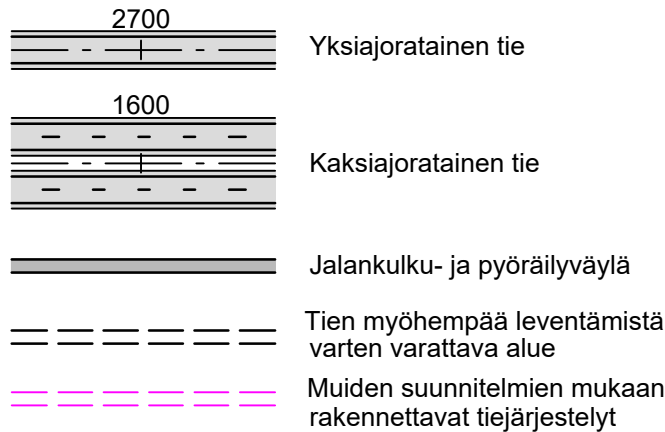 2700
Yksiajoratainen tie
1600
Kaksiajoratainen tie
Jalankulku- ja pyöräilyväylä
Tien myöhempää leventämistä
varten varattava alue
Muiden suunnitelmien mukaan
rakennettavat tiejärjestelyt